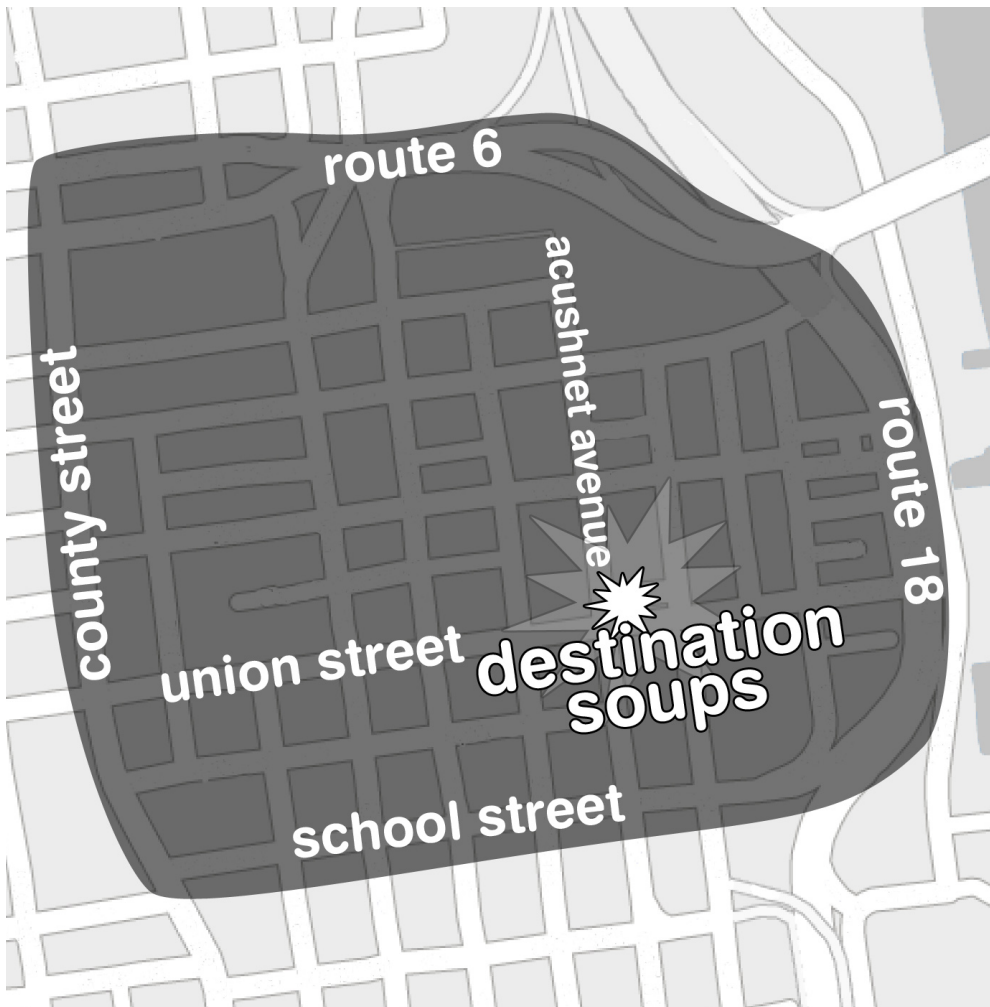 route 6
acushnet avenue
county street
route 18
union street
destination
soups
school street